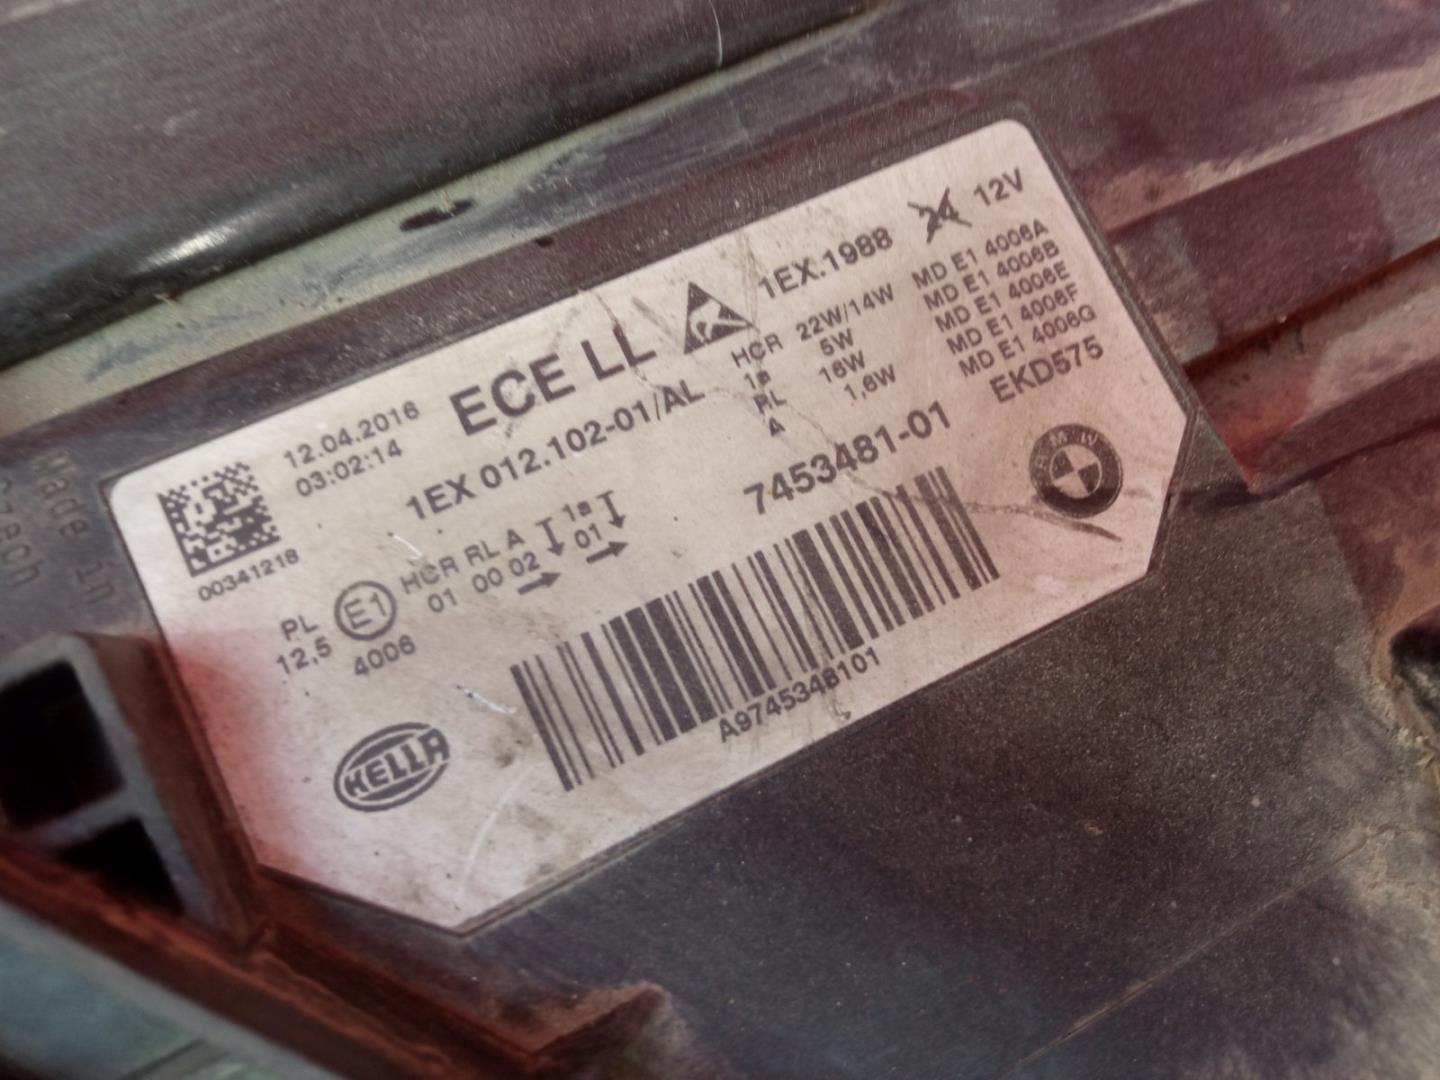 12.04.2016
03:02:14
00341218
ECE LL
1EX.1988
24 12V
1EX 012.102-01/AL
HCR 22W/14W
1a 5W
PL 16W
A 1,6W
MD E1 4006A
MD E1 4006B
MD E1 4006E
MD E1 4006F
MD E1 4006G
EKD575
7453481-01
BMW
PL
12,5
E1
4006
HCR RL A 1a
01 00 02 01
A9745348101
HELLA
Made in
Czech